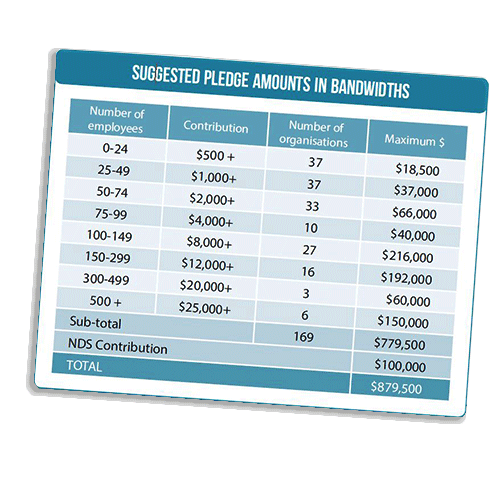 SUGGESTED PLEDGE AMOUNTS IN BANDWIDTHS
Number of employees Contribution Number of organisations Maximum $
0-24 $500 + 37 $18,500
25-49 $1,000+ 37 $37,000
50-74 $2,000+ 33 $66,000
75-99 $4,000+ 10 $40,000
100-149 $8,000+ 27 $216,000
150-299 $12,000+ 16 $192,000
300-499 $20,000+ 3 $60,000
500 + $25,000+ 6 $150,000
Sub-total 169 $779,500
NDS Contribution $100,000
TOTAL $879,500